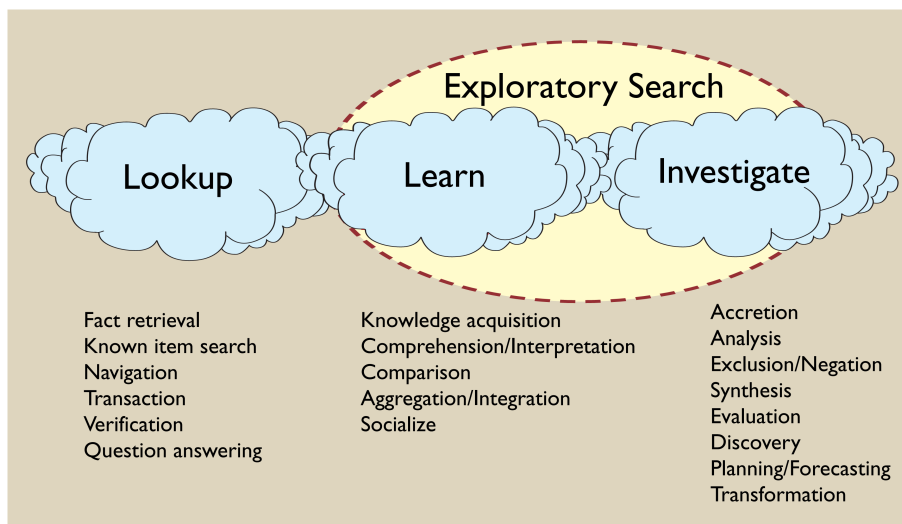 Exploratory Search
Lookup
Learn
Investigate
Fact retrieval
Known item search
Navigation
Transaction
Verification
Question answering
Knowledge acquisition
Comprehension/Interpretation
Comparison
Aggregation/Integration
Socialize
Accretion
Analysis
Exclusion/Negation
Synthesis
Evaluation
Discovery
Planning/Forecasting
Transformation